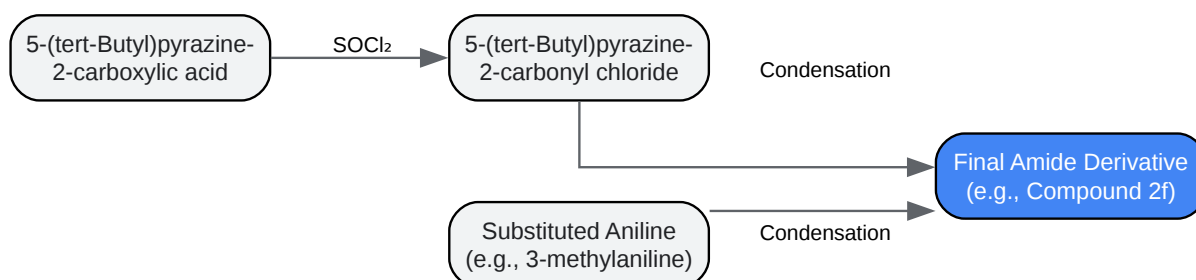 5-(tert-Butyl)pyrazine-
2-carboxylic acid
SOCl₂
5-(tert-Butyl)pyrazine-
2-carbonyl chloride
Condensation
Final Amide Derivative
(e.g., Compound 2f)
Substituted Aniline
(e.g., 3-methylaniline)
Condensation